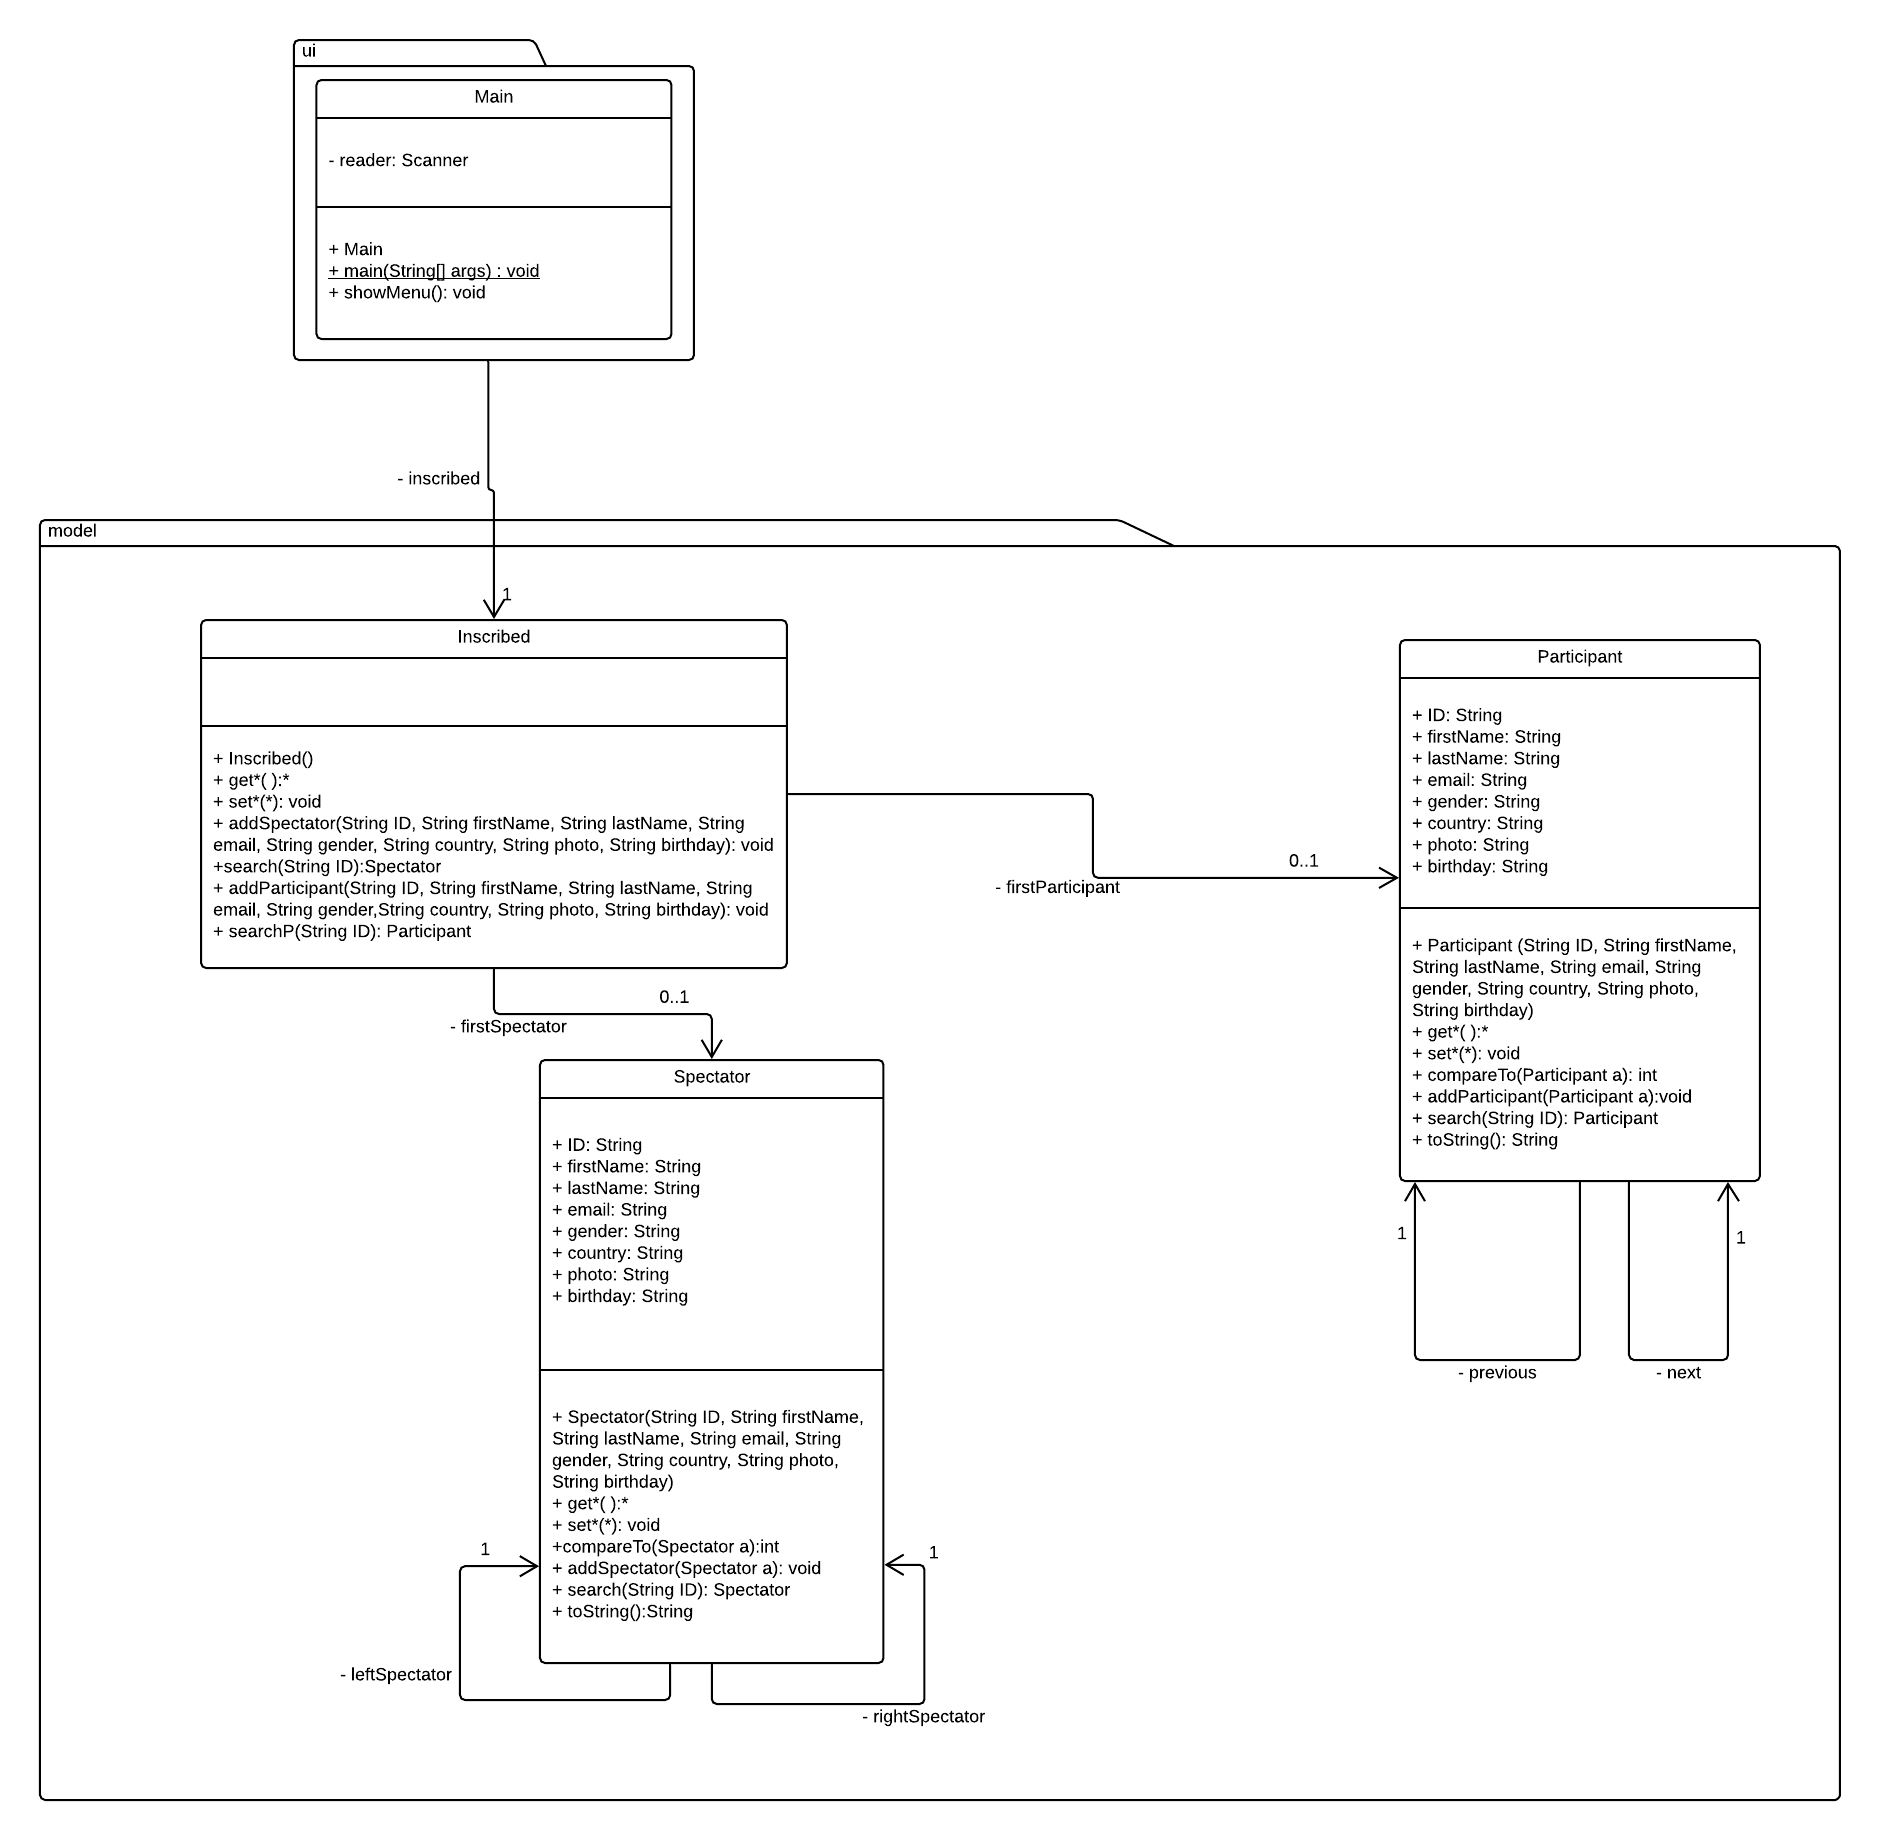 ui
Main
- reader: Scanner
+ Main
+ main(String[] args) : void
+ showMenu(): void
- inscribed
model
1
Inscribed
+ Inscribed()
+ get*( ):*
+ set*(*): void
+ addSpectator(String ID, String firstName, String lastName, String
email, String gender, String country, String photo, String birthday): void
+search(String ID):Spectator
+ addParticipant(String ID, String firstName, String lastName, String
email, String gender,String country, String photo, String birthday): void
+ searchP(String ID): Participant
- firstParticipant
0..1
Participant
+ ID: String
+ firstName: String
+ lastName: String
+ email: String
+ gender: String
+ country: String
+ photo: String
+ birthday: String
+ Participant (String ID, String firstName,
String lastName, String email, String
gender, String country, String photo,
String birthday)
+ get*( ):*
+ set*(*): void
+ compareTo(Participant a): int
+ addParticipant(Participant a):void
+ search(String ID): Participant
+ toString(): String
1
1
- previous
- next
0..1
- firstSpectator
Spectator
+ ID: String
+ firstName: String
+ lastName: String
+ email: String
+ gender: String
+ country: String
+ photo: String
+ birthday: String
+ Spectator(String ID, String firstName,
String lastName, String email, String
gender, String country, String photo,
String birthday)
+ get*( ):*
+ set*(*): void
+compareTo(Spectator a):int
+ addSpectator(Spectator a): void
+ search(String ID): Spectator
+ toString():String
1
1
- leftSpectator
- rightSpectator